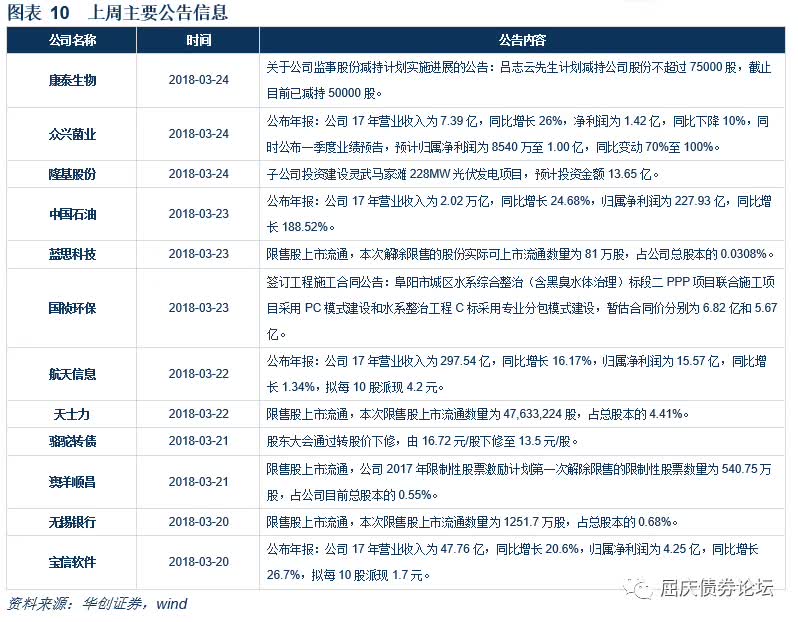 图表 10 上周主要公告信息
公司名称 时间 公告内容
康泰生物 2018-03-24 关于公司监事股份减持计划实施进展的公告：吕志云先生计划减持公司股份不超过 75000 股，截止
目前已减持 50000 股。
众兴菌业 2018-03-24 公布年报：公司 17 年营业收入为 7.39 亿，同比增长 26%，净利润为 1.42 亿，同比下降 10%，同
时公布一季度业绩预告，预计归属净利润为 8540 万至 1.00 亿，同比变动 70%至 100%。
隆基股份 2018-03-24 子公司投资建设灵武马家滩 228MW 光伏发电项目，预计投资金额 13.65 亿。
中国石油 2018-03-23 公布年报：公司 17 年营业收入为 2.02 万亿，同比增长 24.68%，归属净利润为 227.93 亿，同比增
长 188.52%。
蓝思科技 2018-03-23 限售股上市流通，本次解除限售的股份实际可上市流通数量为 81 万股，占公司总股本的 0.0308%。
国祯环保 2018-03-23 签订工程施工合同公告：阜阳市城区水系综合整治（含黑臭水体治理）标段二 PPP 项目联合施工项
目采用 PC 模式建设和水系整治工程 C 标采用专业分包模式建设，暂估合同价分别为 6.82 亿和 5.67
亿。
航天信息 2018-03-22 公布年报：公司 17 年营业收入为 297.54 亿，同比增长 16.17%，归属净利润为 15.57 亿，同比增
长 1.34%，拟每 10 股派现 4.2 元。
天士力 2018-03-22 限售股上市流通，本次限售股上市流通数量为 47,633,224 股，占总股本的 4.41%。
骆驼转债 2018-03-21 股东大会通过转股价下修，由 16.72 元/股下修至 13.5 元/股。
澳洋顺昌 2018-03-21 限售股上市流通，公司 2017 年限制性股票激励计划第一次解除限售的限制性股票数量为 540.75 万
股，占公司目前总股本的 0.55%。
无锡银行 2018-03-20 限售股上市流通，本次限售股上市流通数量为 1251.7 万股，占总股本的 0.68%。
宝信软件 2018-03-20 公布年报：公司 17 年营业收入为 47.76 亿，同比增长 20.6%，归属净利润为 4.25 亿，同比增长
26.7%，拟每 10 股派现 1.7 元。
屈庆债券论坛
资料来源：华创证券，wind